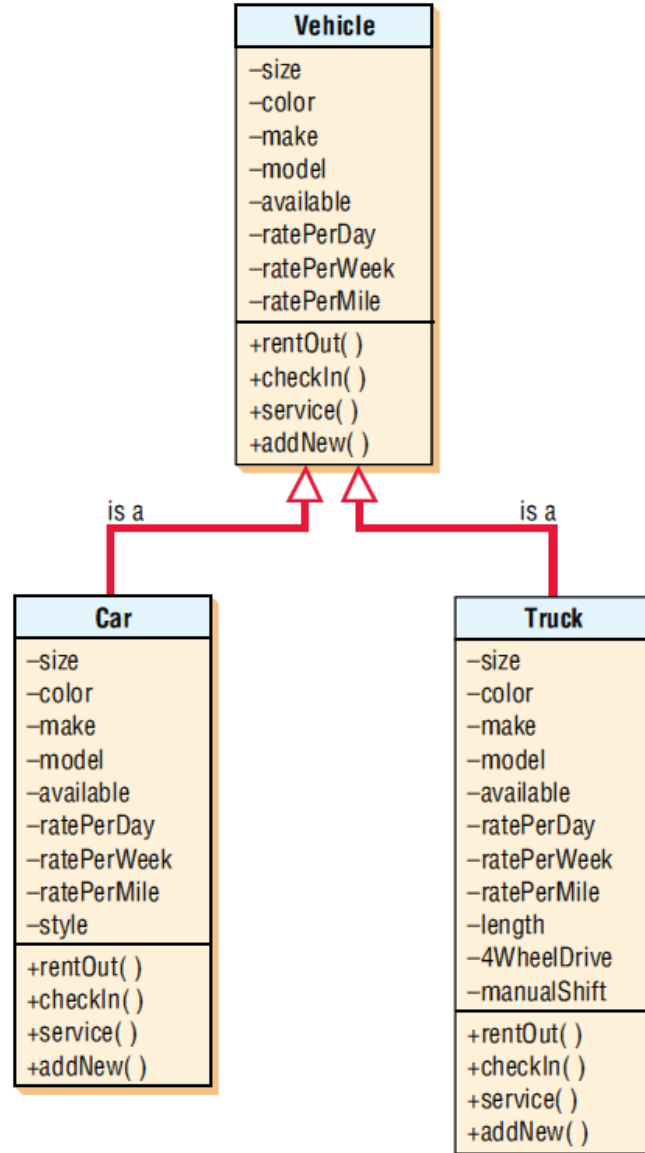 Vehicle
–size
–color
–make
–model
–available
–ratePerDay
–ratePerWeek
–ratePerMile
+rentOut( )
+checkIn( )
+service( )
+addNew( )
is a
is a
Car
–size
–color
–make
–model
–available
–ratePerDay
–ratePerWeek
–ratePerMile
–style
+rentOut( )
+checkIn( )
+service( )
+addNew( )
Truck
–size
–color
–make
–model
–available
–ratePerDay
–ratePerWeek
–ratePerMile
–length
–4WheelDrive
–manualShift
+rentOut( )
+checkIn( )
+service( )
+addNew( )